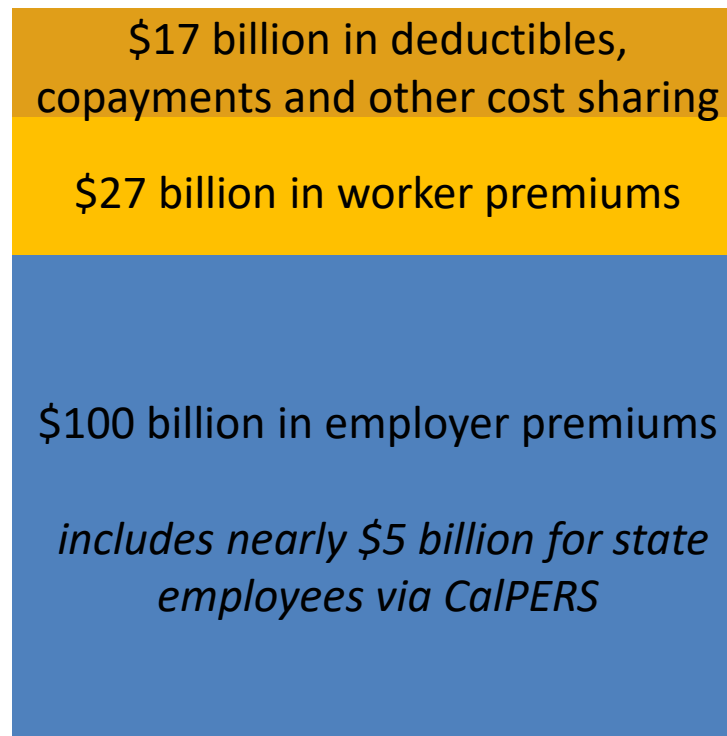 $17 billion in deductibles,
copayments and other cost sharing
$27 billion in worker premiums
$100 billion in employer premiums
includes nearly $5 billion for state
employees via CalPERS